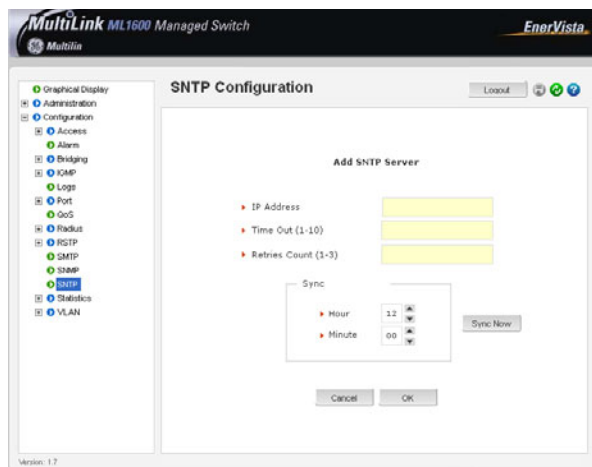 MultiLink ML1600 Managed Switch
EnerVista
Multilin
SNTP Configuration
Logout
Graphical Display
Administration
Configuration
Access
Alarm
Bridging
IGMP
Logs
Port
QoS
Radius
RSTP
SMTP
SNMP
SNTP
Statistics
VLAN
Add SNTP Server
IP Address
Time Out (1-10)
Retries Count (1-3)
Sync
Hour 12
Minute 00
Sync Now
Cancel OK
Version: 1.7